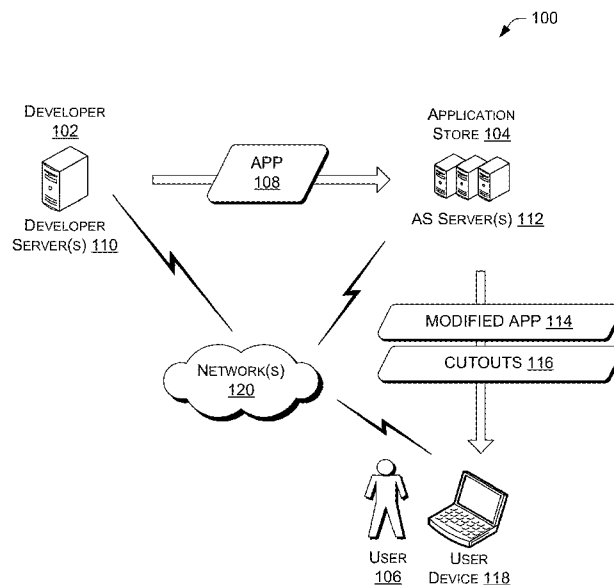 100
DEVELOPER
102
APPLICATION
STORE 104
APP
108
DEVELOPER
SERVER(S) 110
AS SERVER(S) 112
MODIFIED APP 114
CUTOUTS 116
NETWORK(S)
120
USER
106
USER
DEVICE 118